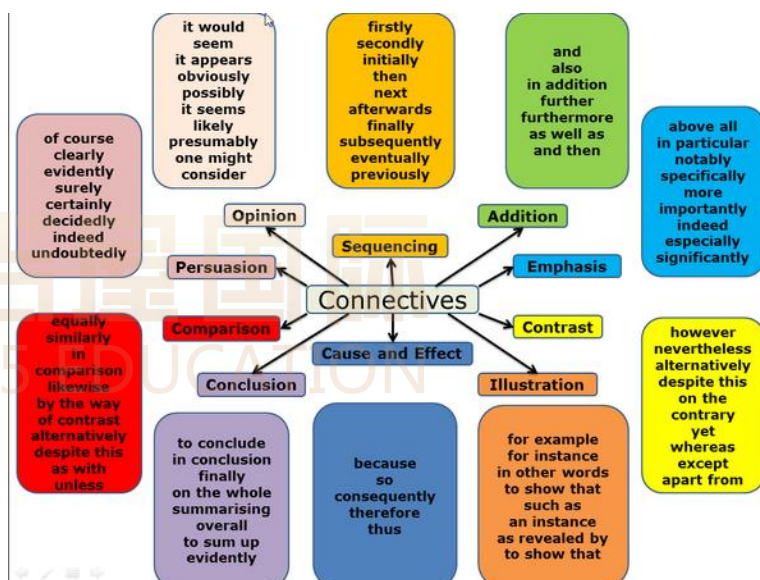 it would
seem
it appears
obviously
possibly
it seems
likely
presumably
one might
consider
firstly
secondly
initially
then
next
afterwards
finally
subsequently
eventually
previously
and
also
in addition
further
furthermore
as well as
and then
of course
clearly
evidently
surely
certainly
decidedly
indeed
undoubtedly
above all
in particular
notably
specifically
more
importantly
indeed
especially
significantly
Opinion
Sequencing
Addition
Persuasion
Emphasis
Connectives
Comparison
Contrast
Cause and Effect
Conclusion
Illustration
equally
similarly
in
comparison
likewise
by the way
of contrast
alternatively
despite this
as with
unless
however
nevertheless
alternatively
despite this
on the
contrary
yet
whereas
except
apart from
to conclude
in conclusion
finally
on the whole
summarising
overall
to sum up
evidently
because
so
consequently
therefore
thus
for example
for instance
in other words
to show that
such as
an instance
as revealed by
to show that
5 EDUCATION